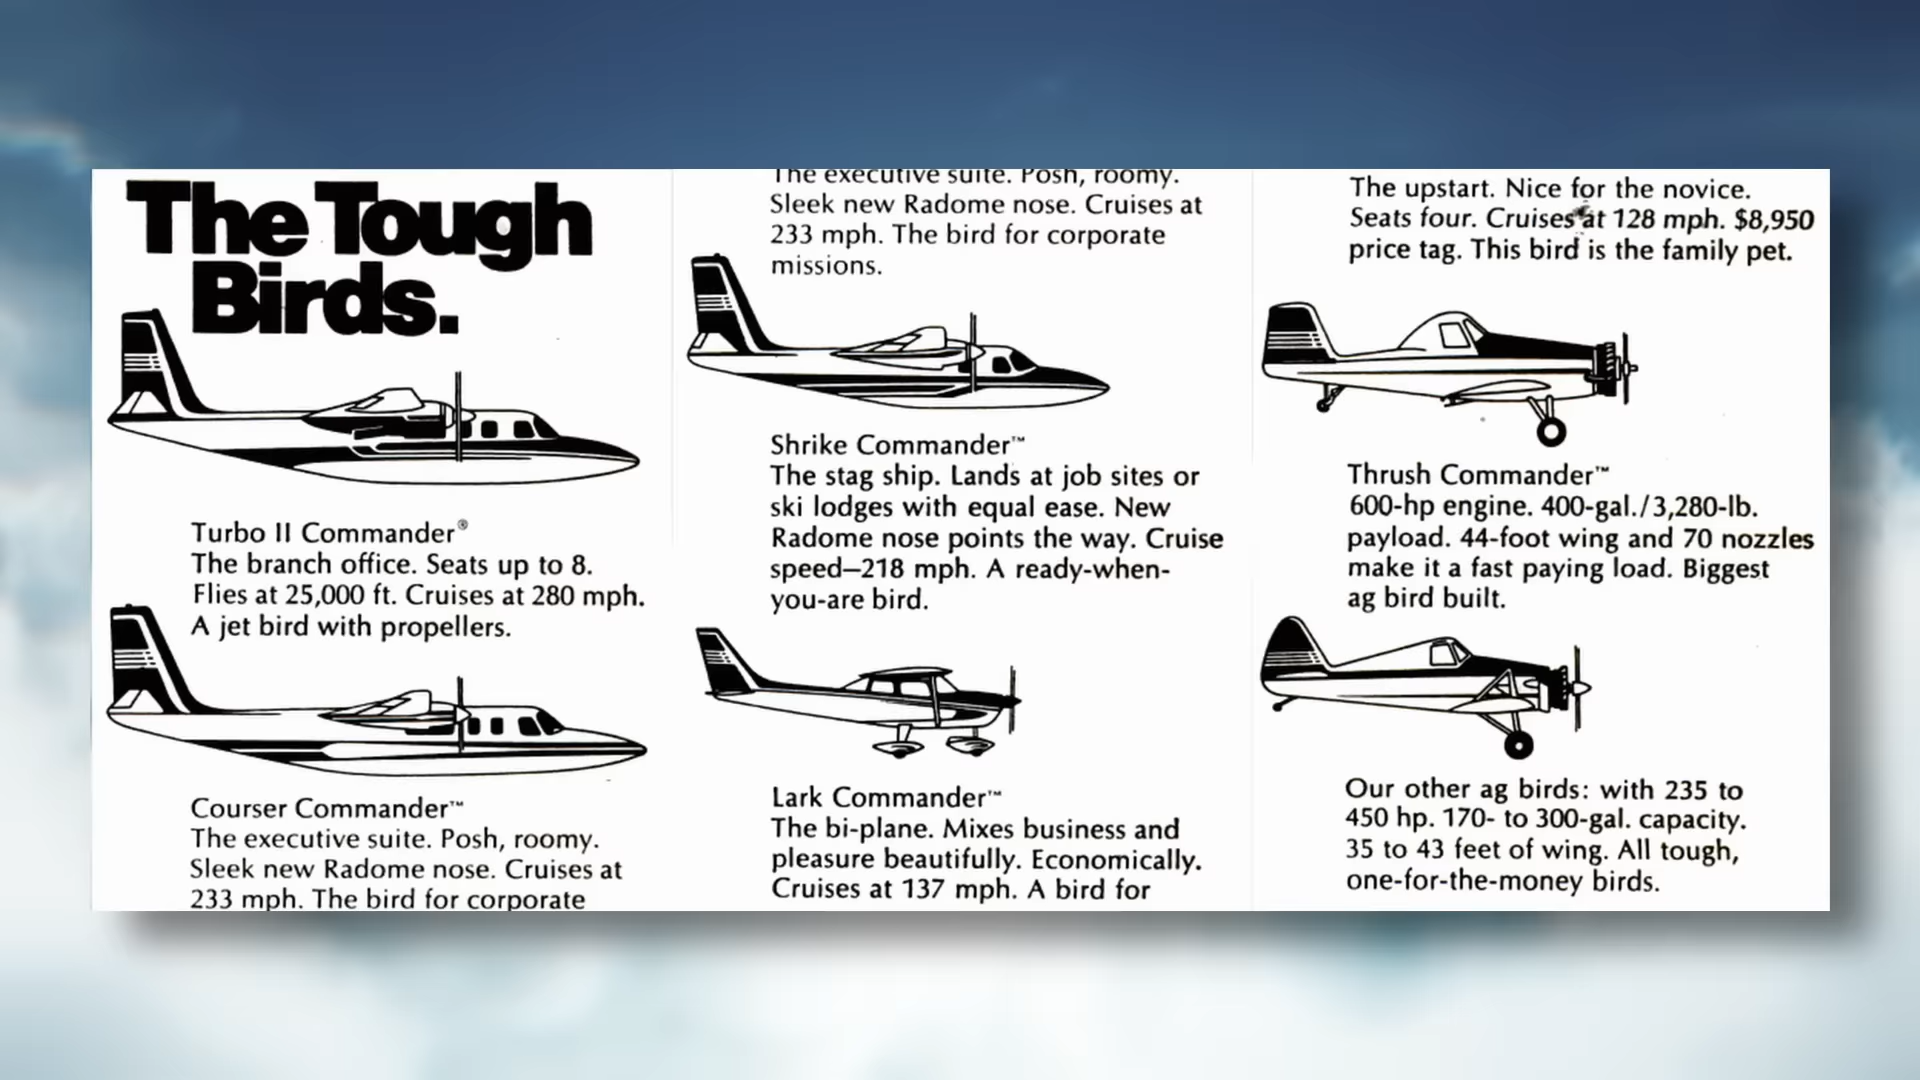 The Tough
Birds.
Turbo II Commander®
The branch office. Seats up to 8.
Flies at 25,000 ft. Cruises at 280 mph.
A jet bird with propellers.
Courser Commander™
The executive suite. Posh, roomy.
Sleek new Radome nose. Cruises at
233 mph. The bird for corporate
The executive suite. Posh, roomy.
Sleek new Radome nose. Cruises at
233 mph. The bird for corporate
missions.
Shrike Commander™
The stag ship. Lands at job sites or
ski lodges with equal ease. New
Radome nose points the way. Cruise
speed—218 mph. A ready-when-
you-are bird.
Lark Commander™
The bi-plane. Mixes business and
pleasure beautifully. Economically.
Cruises at 137 mph. A bird for
The upstart. Nice for the novice.
Seats four. Cruises at 128 mph. $8,950
price tag. This bird is the family pet.
Thrush Commander™
600-hp engine. 400-gal./3,280-lb.
payload. 44-foot wing and 70 nozzles
make it a fast paying load. Biggest
ag bird built.
Our other ag birds: with 235 to
450 hp. 170- to 300-gal. capacity.
35 to 43 feet of wing. All tough,
one-for-the-money birds.